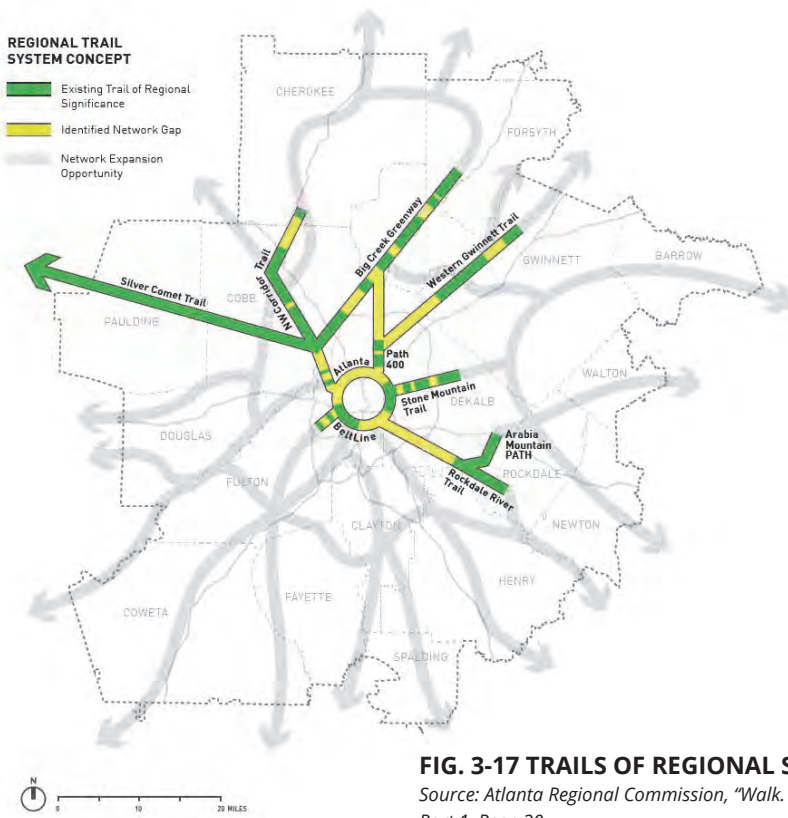 REGIONAL TRAIL
SYSTEM CONCEPT
Existing Trail of Regional
Significance
Identified Network Gap
Network Expansion
Opportunity
CHEROKEE
FORSYTH
Big Creek Greenway
Western Gwinnett Trail
GWINNETT
BARROW
NW Corridor Trail
Silver Comet Trail
COBB
PAULDING
Path
400
Atlanta
BeltLine
Stone Mountain
Trail
DEKALB
WALTON
DOUGLAS
Arabia
Mountain
PATH
ROCKDALE
Rockdale River
Trail
FULTON
CLAYTON
NEWTON
HENRY
FAYETTE
COWETA
SPALDING
N
0 10 20 MILES
FIG. 3-17 TRAILS OF REGIONAL S
Source: Atlanta Regional Commission, “Walk.